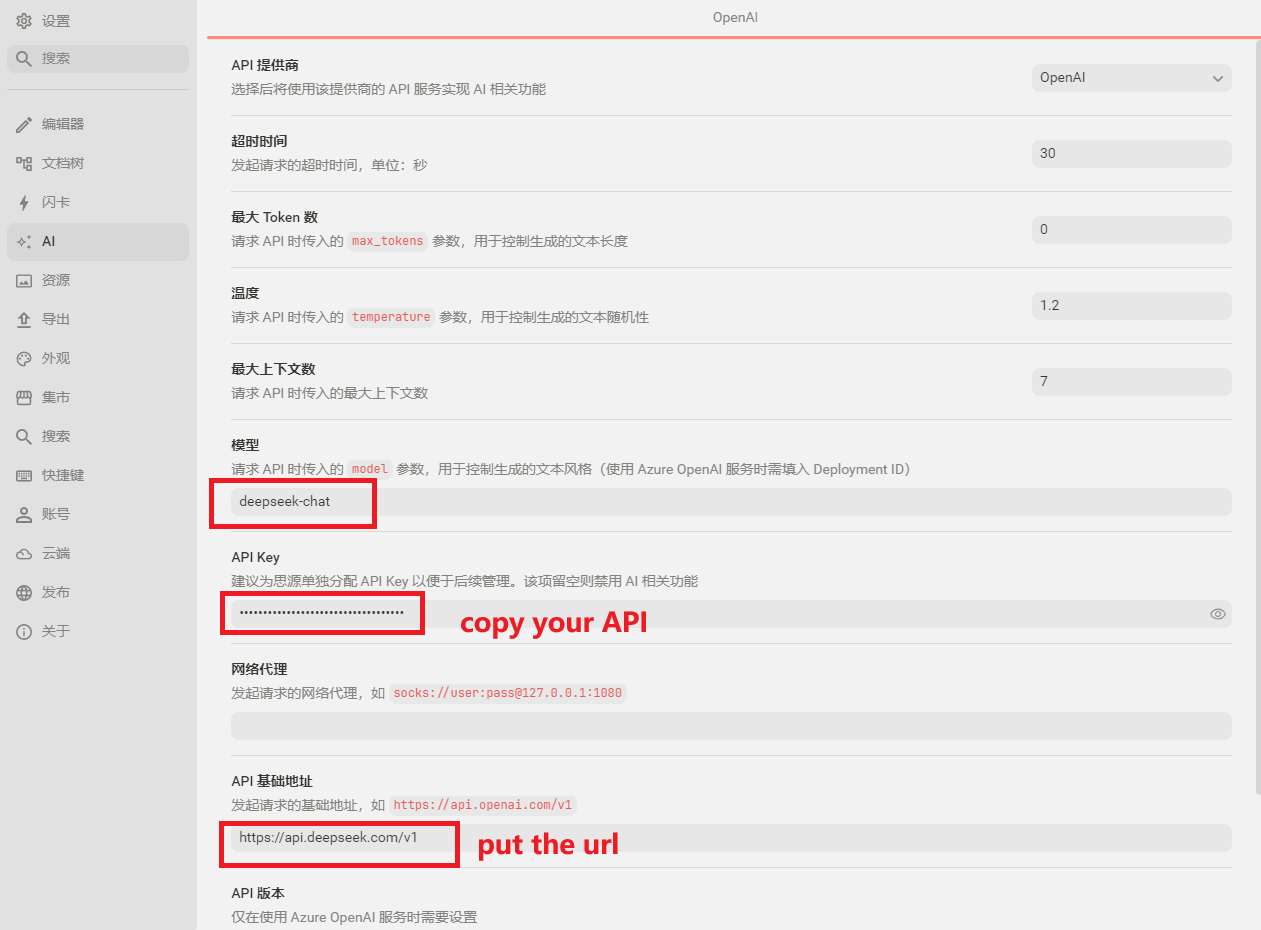 设置
搜索
编辑器
文档树
闪卡
AI
资源
导出
外观
集市
搜索
快捷键
账号
云端
发布
关于
OpenAI
API 提供商
选择后将使用该提供商的 API 服务实现 AI 相关功能
OpenAI
超时时间
发起请求的超时时间，单位：秒
30
最大 Token 数
请求 API 时传入的 max_tokens 参数，用于控制生成的文本长度
0
温度
请求 API 时传入的 temperature 参数，用于控制生成的文本随机性
1.2
最大上下文数
请求 API 时传入的最大上下文数
7
模型
请求 API 时传入的 model 参数，用于控制生成的文本风格（使用 Azure OpenAI 服务时需填入 Deployment ID）
deepseek-chat
API Key
建议为思源单独分配 API Key 以便于后续管理。该项留空则禁用 AI 相关功能
copy your API
网络代理
发起请求的网络代理，如 socks://user:pass@127.0.0.1:1080
API 基础地址
发起请求的基础地址，如 https://api.openai.com/v1
https://api.deepseek.com/v1
put the url
API 版本
仅在使用 Azure OpenAI 服务时需要设置